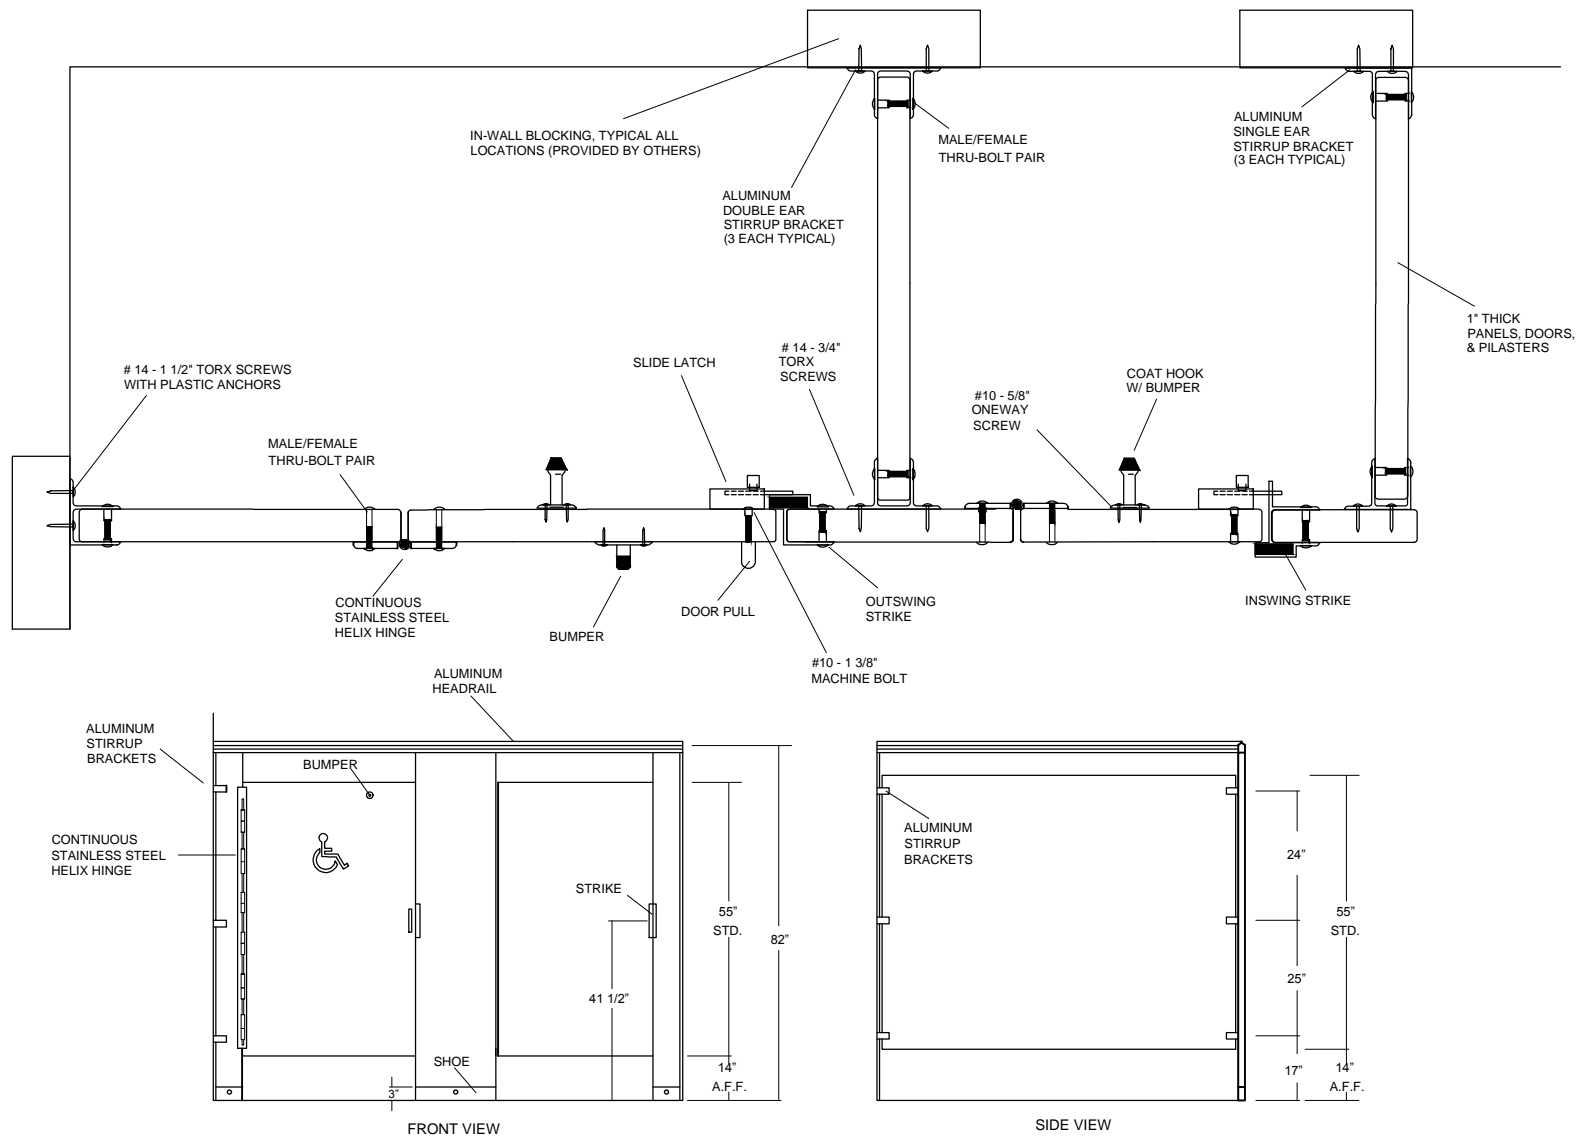 IN-WALL BLOCKING, TYPICAL ALL
LOCATIONS (PROVIDED BY OTHERS)
MALE/FEMALE
THRU-BOLT PAIR
ALUMINUM
SINGLE EAR
STIRRUP BRACKET
(3 EACH TYPICAL)
ALUMINUM
DOUBLE EAR
STIRRUP BRACKET
(3 EACH TYPICAL)
1" THICK
PANELS, DOORS,
& PILASTERS
# 14 - 1 1/2" TORX SCREWS
WITH PLASTIC ANCHORS
SLIDE LATCH
# 14 - 3/4"
TORX
SCREWS
COAT HOOK
W/ BUMPER
#10 - 5/8"
ONEWAY
SCREW
MALE/FEMALE
THRU-BOLT PAIR
CONTINUOUS
STAINLESS STEEL
HELIX HINGE
BUMPER
DOOR PULL
OUTSWING
STRIKE
INSWING STRIKE
#10 - 1 3/8"
MACHINE BOLT
ALUMINUM
HEADRAIL
ALUMINUM
STIRRUP
BRACKETS
BUMPER
CONTINUOUS
STAINLESS STEEL
HELIX HINGE
STRIKE
55”
STD.
82”
41 1/2”
SHOE
3”
14”
A.F.F.
FRONT VIEW
ALUMINUM
STIRRUP
BRACKETS
24”
55”
STD.
25”
17”
14”
A.F.F.
SIDE VIEW